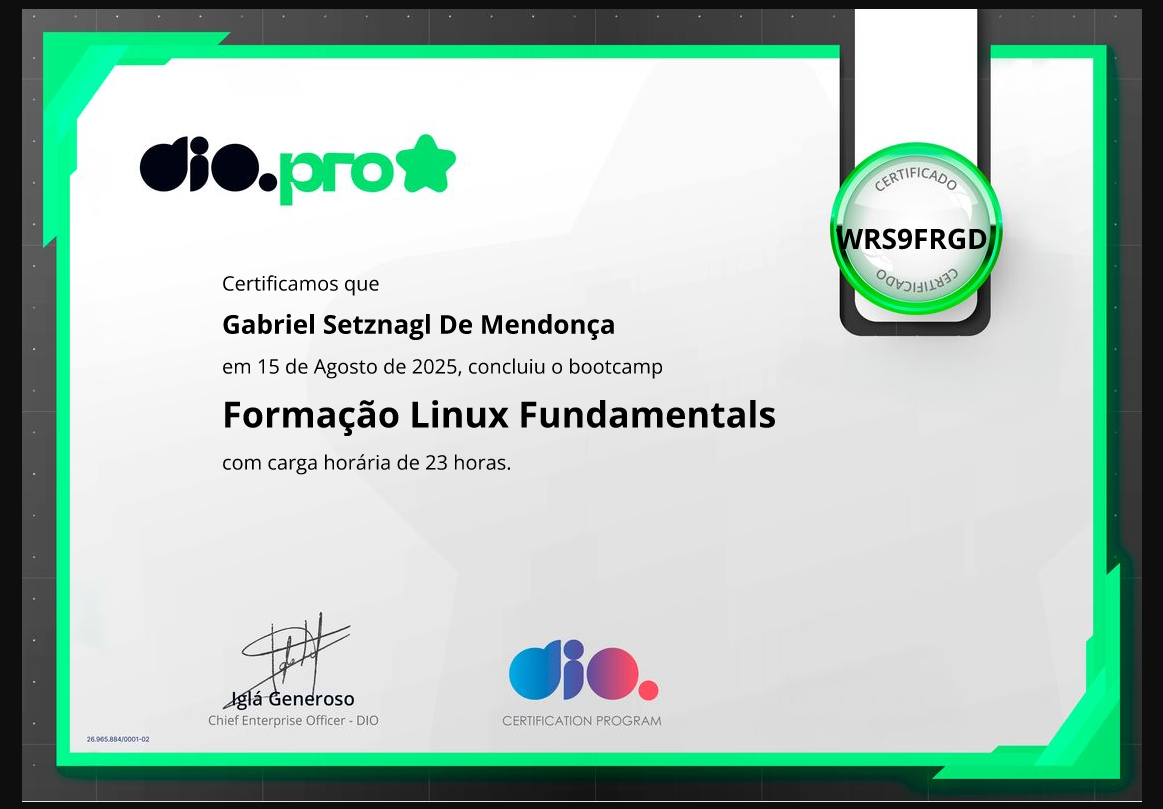 dio.pro
CERTIFICADO
WRS9FRGD
CERTIFICADO
Certificamos que
Gabriel Setznagl De Mendonça
em 15 de Agosto de 2025, concluiu o bootcamp
Formação Linux Fundamentals
com carga horária de 23 horas.
Iglá Generoso
Chief Enterprise Officer - DIO
dio.
CERTIFICATION PROGRAM
26.965.884/0001-02